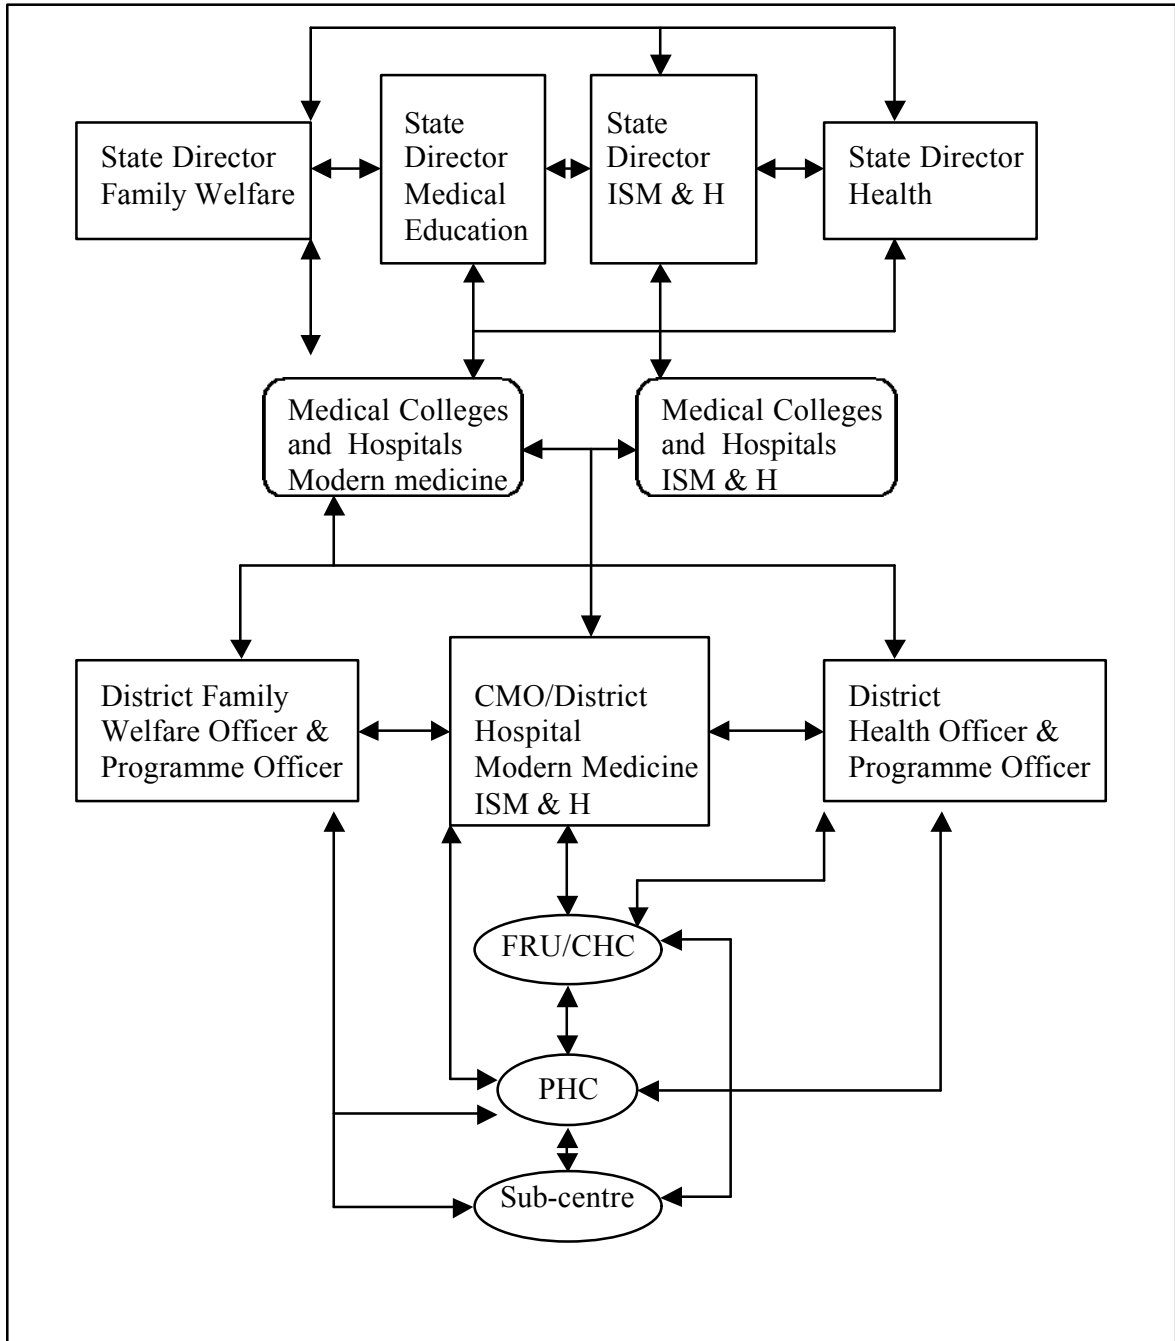 State Director
Family Welfare
State
Director
Medical
Education
State
Director
ISM & H
State Director
Health
Medical Colleges
and Hospitals
Modern medicine
Medical Colleges
and Hospitals
ISM & H
District Family
Welfare Officer &
Programme Officer
CMO/District
Hospital
Modern Medicine
ISM & H
District
Health Officer &
Programme Officer
FRU/CHC
PHC
Sub-centre